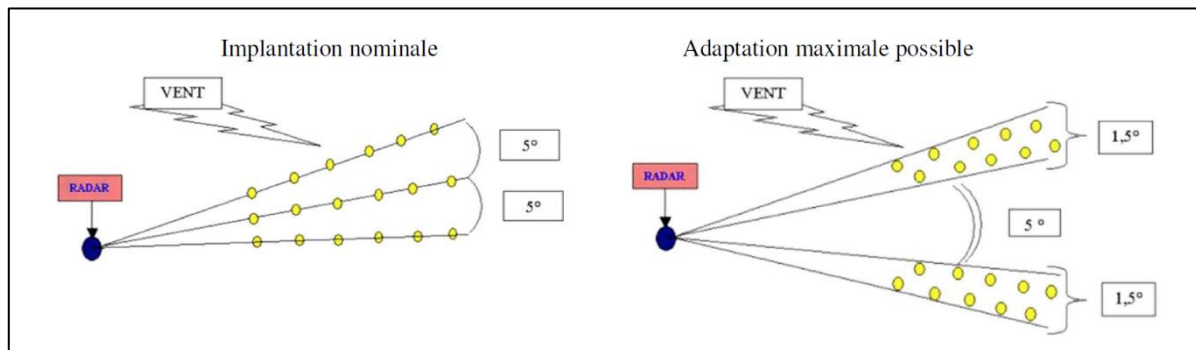 Implantation nominale
VENT
5°
RADAR
5°
Adaptation maximale possible
VENT
1,5°
RADAR
5°
1,5°